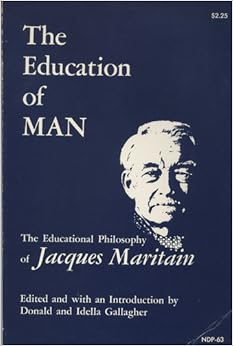 $2.25
The
Education
of
MAN
The Educational Philosophy
of Jacques Maritain
Edited and with an Introduction by
Donald and Idella Gallagher
NDP-63